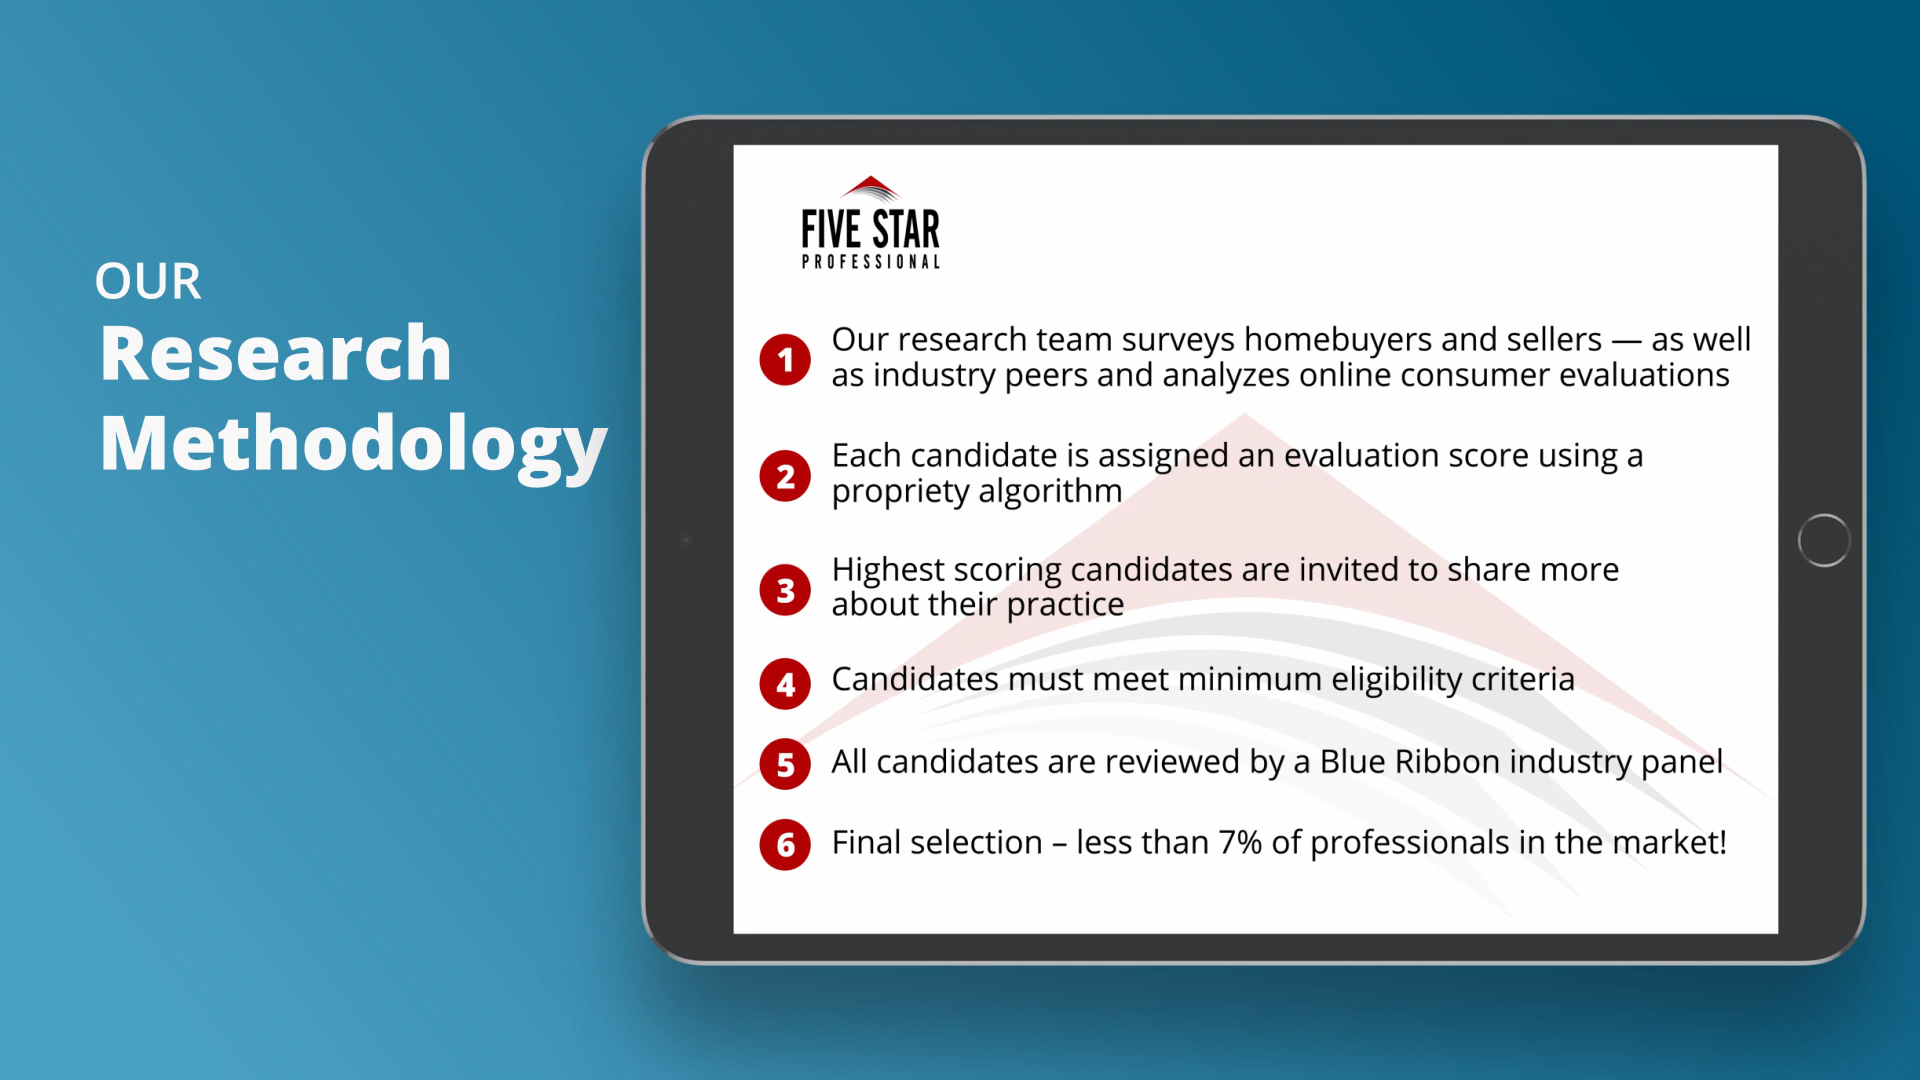 OUR
Research
Methodology
FIVE STAR
PROFESSIONAL
1 Our research team surveys homebuyers and sellers — as well
as industry peers and analyzes online consumer evaluations
2 Each candidate is assigned an evaluation score using a
propriety algorithm
3 Highest scoring candidates are invited to share more
about their practice
4 Candidates must meet minimum eligibility criteria
5 All candidates are reviewed by a Blue Ribbon industry panel
6 Final selection – less than 7% of professionals in the market!